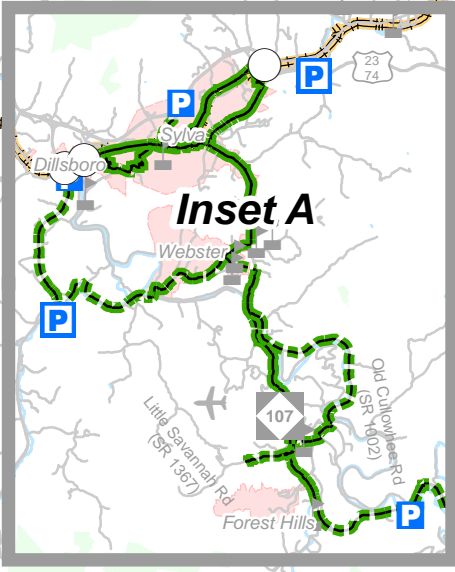 23
74
P
P
Sylva
Dillsboro
Inset A
Webster
P
Old Cullowhee Rd
(SR 1002)
107
Little Savannah Rd
(SR 1367)
P
Forest Hills